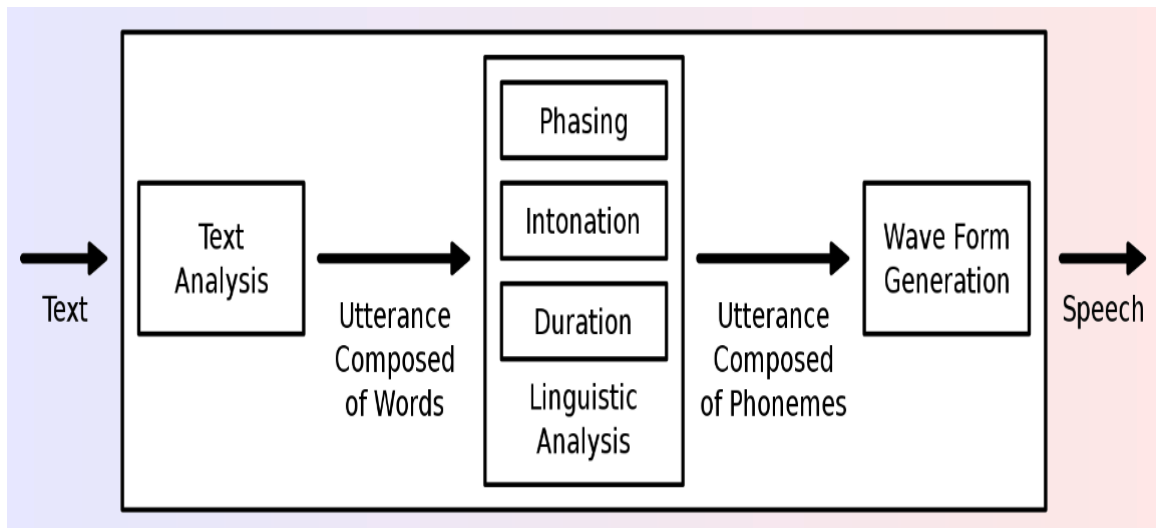 Text
Text
Analysis
Utterance
Composed
of Words
Phasing
Intonation
Duration
Linguistic
Analysis
Utterance
Composed
of Phonemes
Wave Form
Generation
Speech